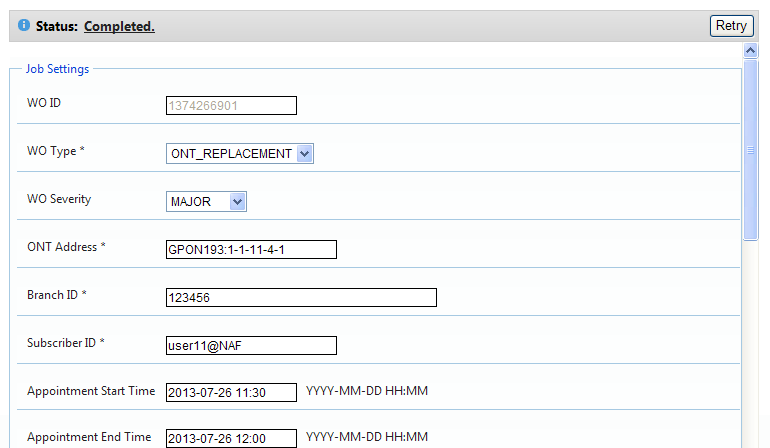 Status: Completed. Retry
Job Settings
WO ID 1374266901
WO Type * ONT_REPLACEMENT
WO Severity MAJOR
ONT Address * GPON193:1-1-11-4-1
Branch ID * 123456
Subscriber ID * user11@NAF
Appointment Start Time 2013-07-26 11:30 YYYY-MM-DD HH:MM
Appointment End Time 2013-07-26 12:00 YYYY-MM-DD HH:MM